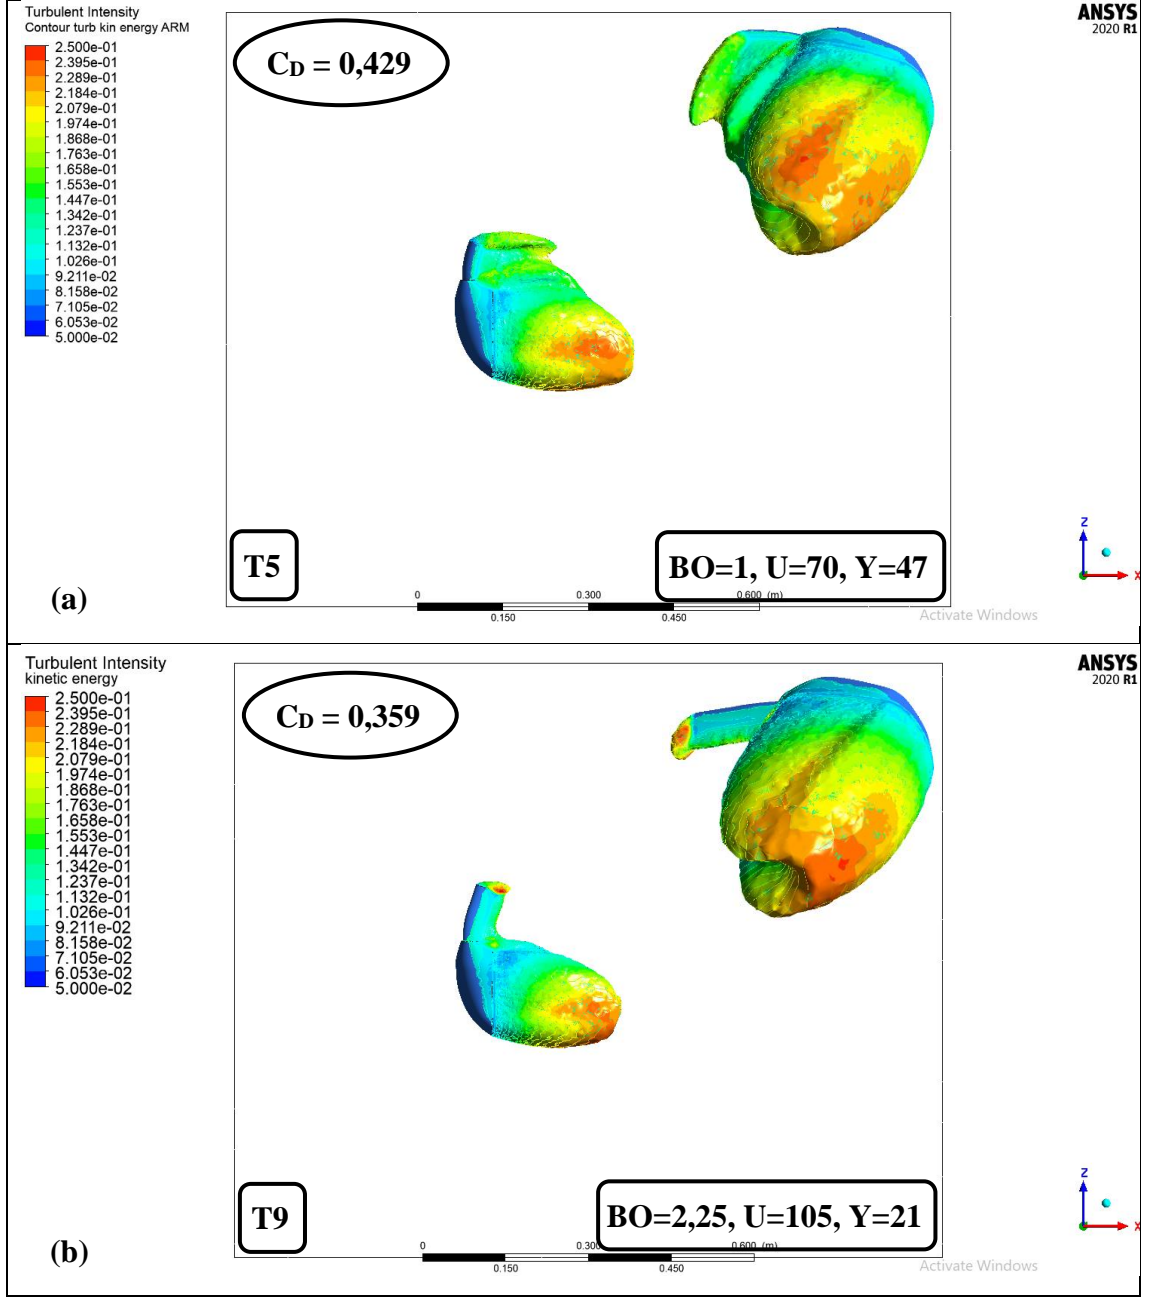 Turbulent Intensity
Contour turb kin energy ARM
2.500e-01
2.395e-01
2.289e-01
2.184e-01
2.079e-01
1.974e-01
1.868e-01
1.763e-01
1.658e-01
1.553e-01
1.447e-01
1.342e-01
1.237e-01
1.132e-01
1.026e-01
9.211e-02
8.158e-02
7.105e-02
6.053e-02
5.000e-02
CD = 0,429
ANSYS
2020 R1
T5
BO=1, U=70, Y=47
(a)
0 0.300 0.600 (m)
0.150 0.450
Z
X
Activate Windows
Turbulent Intensity
kinetic energy
2.500e-01
2.395e-01
2.289e-01
2.184e-01
2.079e-01
1.974e-01
1.868e-01
1.763e-01
1.658e-01
1.553e-01
1.447e-01
1.342e-01
1.237e-01
1.132e-01
1.026e-01
9.211e-02
8.158e-02
7.105e-02
6.053e-02
5.000e-02
CD = 0,359
ANSYS
2020 R1
T9
BO=2,25, U=105, Y=21
(b)
0 0.300 0.600 (m)
0.150 0.450
Z
X
Activate Windows